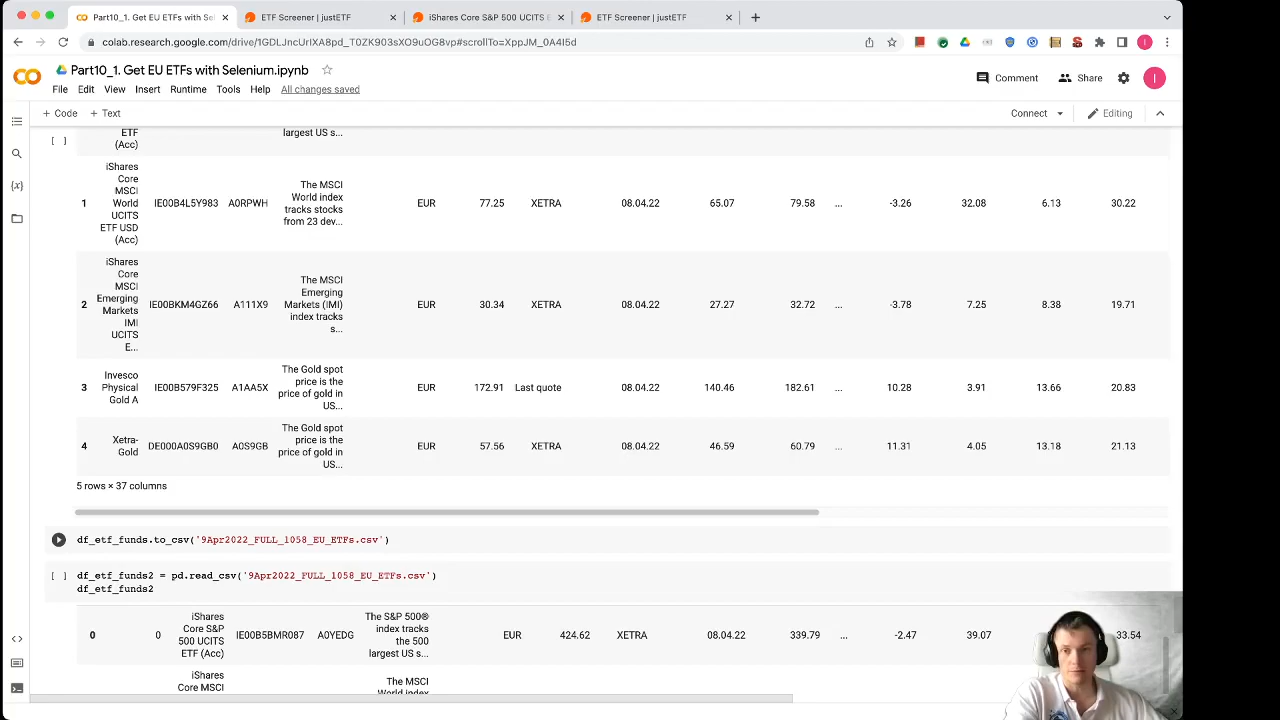 Part10_1. Get EU ETFs with Sel
ETF Screener | justETF
iShares Core S&P 500 UCITS E
ETF Screener | justETF
colab.research.google.com/drive/1GDI_IncUrIXA8pd_T0ZK903sXO9uOG8vp#scrollTo=XppJM_0A4I5d
Part10_1. Get EU ETFs with Selenium.ipynb
Comment
Share
I
File Edit View Insert Runtime Tools Help All changes saved
+ Code + Text
Connect
Editing
[ ]
ETF
(Acc)
largest US s...
1 iShares Core MSCI World UCITS ETF USD (Acc) IE00B4L5Y983 A0RPWH The MSCI World index tracks stocks from 23 dev... EUR 77.25 XETRA 08.04.22 65.07 79.58 ... -3.26 32.08 6.13 30.22
2 iShares Core MSCI Emerging Markets IMI UCITS E... IE00BKM4GZ66 A111X9 The MSCI Emerging Markets (IMI) index tracks s... EUR 30.34 XETRA 08.04.22 27.27 32.72 ... -3.78 7.25 8.38 19.71
3 Invesco Physical Gold A IE00B579F325 A1AA5X The Gold spot price is the price of gold in US... EUR 172.91 Last quote 08.04.22 140.46 182.61 ... 10.28 3.91 13.66 20.83
4 Xetra-Gold DE000A0S9GB0 A0S9GB The Gold spot price is the price of gold in US... EUR 57.56 XETRA 08.04.22 46.59 60.79 ... 11.31 4.05 13.18 21.13
5 rows × 37 columns
df_etf_funds.to_csv('9Apr2022_FULL_1058_EU_ETFs.csv')
[ ] df_etf_funds2 = pd.read_csv('9Apr2022_FULL_1058_EU_ETFs.csv')
df_etf_funds2
0 0 iShares Core S&P 500 UCITS ETF (Acc) IE00B5BMR087 A0YEDG The S&P 500® index tracks the 500 largest US s... EUR 424.62 XETRA 08.04.22 339.79 ... -2.47 39.07 33.54
iShares Core MSCI The MSCI World index